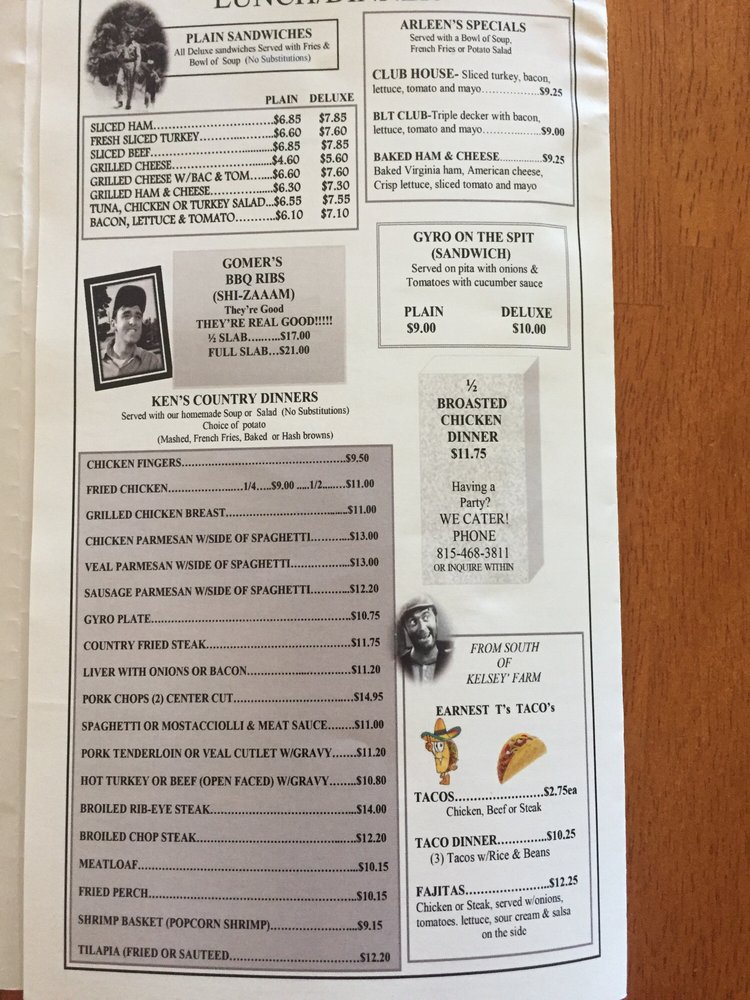 LUNCH/DINNER
PLAIN SANDWICHES
All Deluxe sandwiches Served with Fries &
Bowl of Soup (No Substitutions)
PLAIN DELUXE
SLICED HAM.............................$6.85 $7.85
FRESH SLICED TURKEY..................$6.60 $7.60
SLICED BEEF.............................$6.85 $7.85
GRILLED CHEESE........................$4.60 $5.60
GRILLED CHEESE W/BAC & TOM.....$6.60 $7.60
GRILLED HAM & CHEESE..............$6.30 $7.30
TUNA, CHICKEN OR TURKEY SALAD...$6.55 $7.55
BACON, LETTUCE & TOMATO..........$6.10 $7.10
ARLEEN'S SPECIALS
Served with a Bowl of Soup,
French Fries or Potato Salad
CLUB HOUSE- Sliced turkey, bacon,
lettuce, tomato and mayo...............$9.25
BLT CLUB-Triple decker with bacon,
lettuce, tomato and mayo...............$9.00
BAKED HAM & CHEESE...............$9.25
Baked Virginia ham, American cheese,
Crisp lettuce, sliced tomato and mayo
GYRO ON THE SPIT
(SANDWICH)
Served on pita with onions &
Tomatoes with cucumber sauce
PLAIN DELUXE
$9.00 $10.00
GOMER'S
BBQ RIBS
(SHI-ZAAAM)
They're Good
THEY'RE REAL GOOD!!!!!
½ SLAB..........$17.00
FULL SLAB...$21.00
KEN'S COUNTRY DINNERS
Served with our homemade Soup or Salad (No Substitutions)
Choice of potato
(Mashed, French Fries, Baked or Hash browns)
CHICKEN FINGERS................................................$9.50
FRIED CHICKEN......................1/4.....$9.00 .....1/2.........$11.00
GRILLED CHICKEN BREAST...................................$11.00
CHICKEN PARMESAN W/SIDE OF SPAGHETTI...........$13.00
VEAL PARMESAN W/SIDE OF SPAGHETTI.................$13.00
SAUSAGE PARMESAN W/SIDE OF SPAGHETTI...........$12.20
GYRO PLATE.........................................................$10.75
COUNTRY FRIED STEAK.........................................$11.75
LIVER WITH ONIONS OR BACON..............................$11.20
PORK CHOPS (2) CENTER CUT..................................$14.95
SPAGHETTI OR MOSTACCIOLLI & MEAT SAUCE........$11.00
PORK TENDERLOIN OR VEAL CUTLET W/GRAVY.......$11.20
HOT TURKEY OR BEEF (OPEN FACED) W/GRAVY........$10.80
BROILED RIB-EYE STEAK.........................................$14.00
BROILED CHOP STEAK............................................$12.20
MEATLOAF............................................................$10.15
FRIED PERCH..........................................................$10.15
SHRIMP BASKET (POPCORN SHRIMP)..........................$9.15
TILAPIA (FRIED OR SAUTEED.....................................$12.20
½
BROASTED
CHICKEN
DINNER
$11.75
Having a
Party?
WE CATER!
PHONE
815-468-3811
OR INQUIRE WITHIN
FROM SOUTH
OF
KELSEY' FARM
EARNEST T's TACO's
TACOS........................$2.75ea
Chicken, Beef or Steak
TACO DINNER.............$10.25
(3) Tacos w/Rice & Beans
FAJITAS......................$12.25
Chicken or Steak, served w/onions,
tomatoes. lettuce, sour cream & salsa
on the side